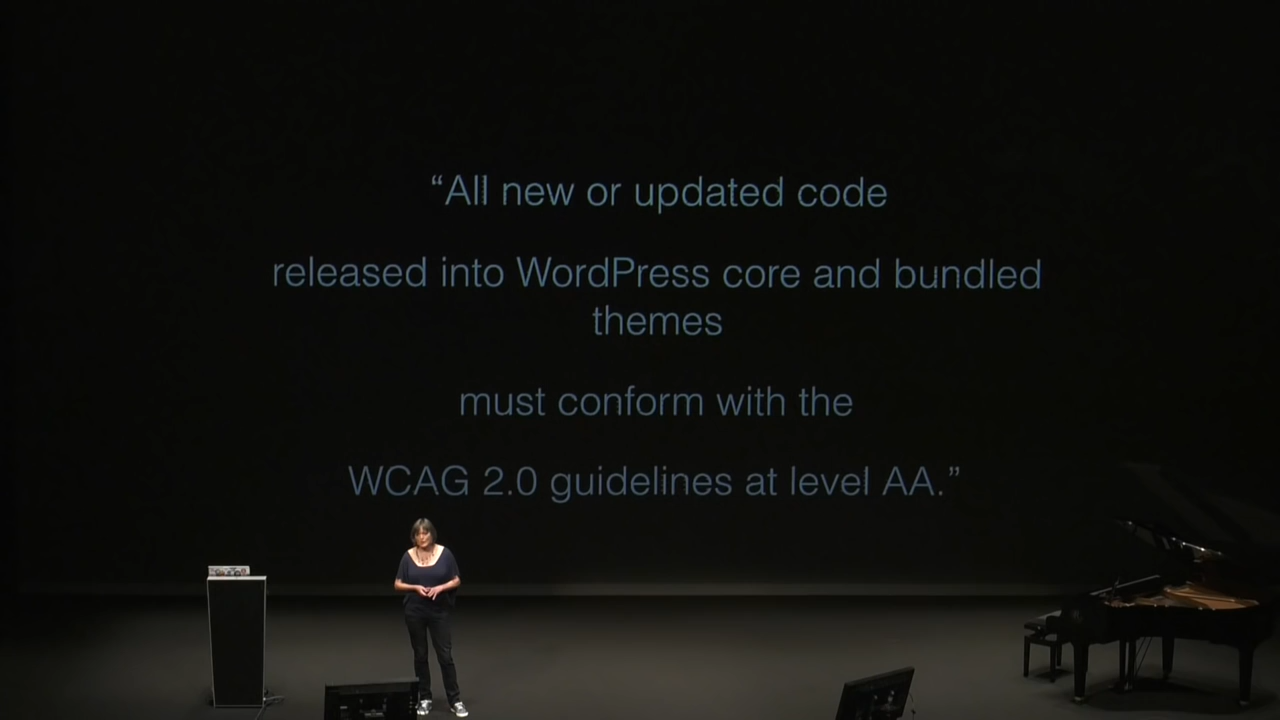 “All new or updated code
released into WordPress core and bundled
themes
must conform with the
WCAG 2.0 guidelines at level AA.”